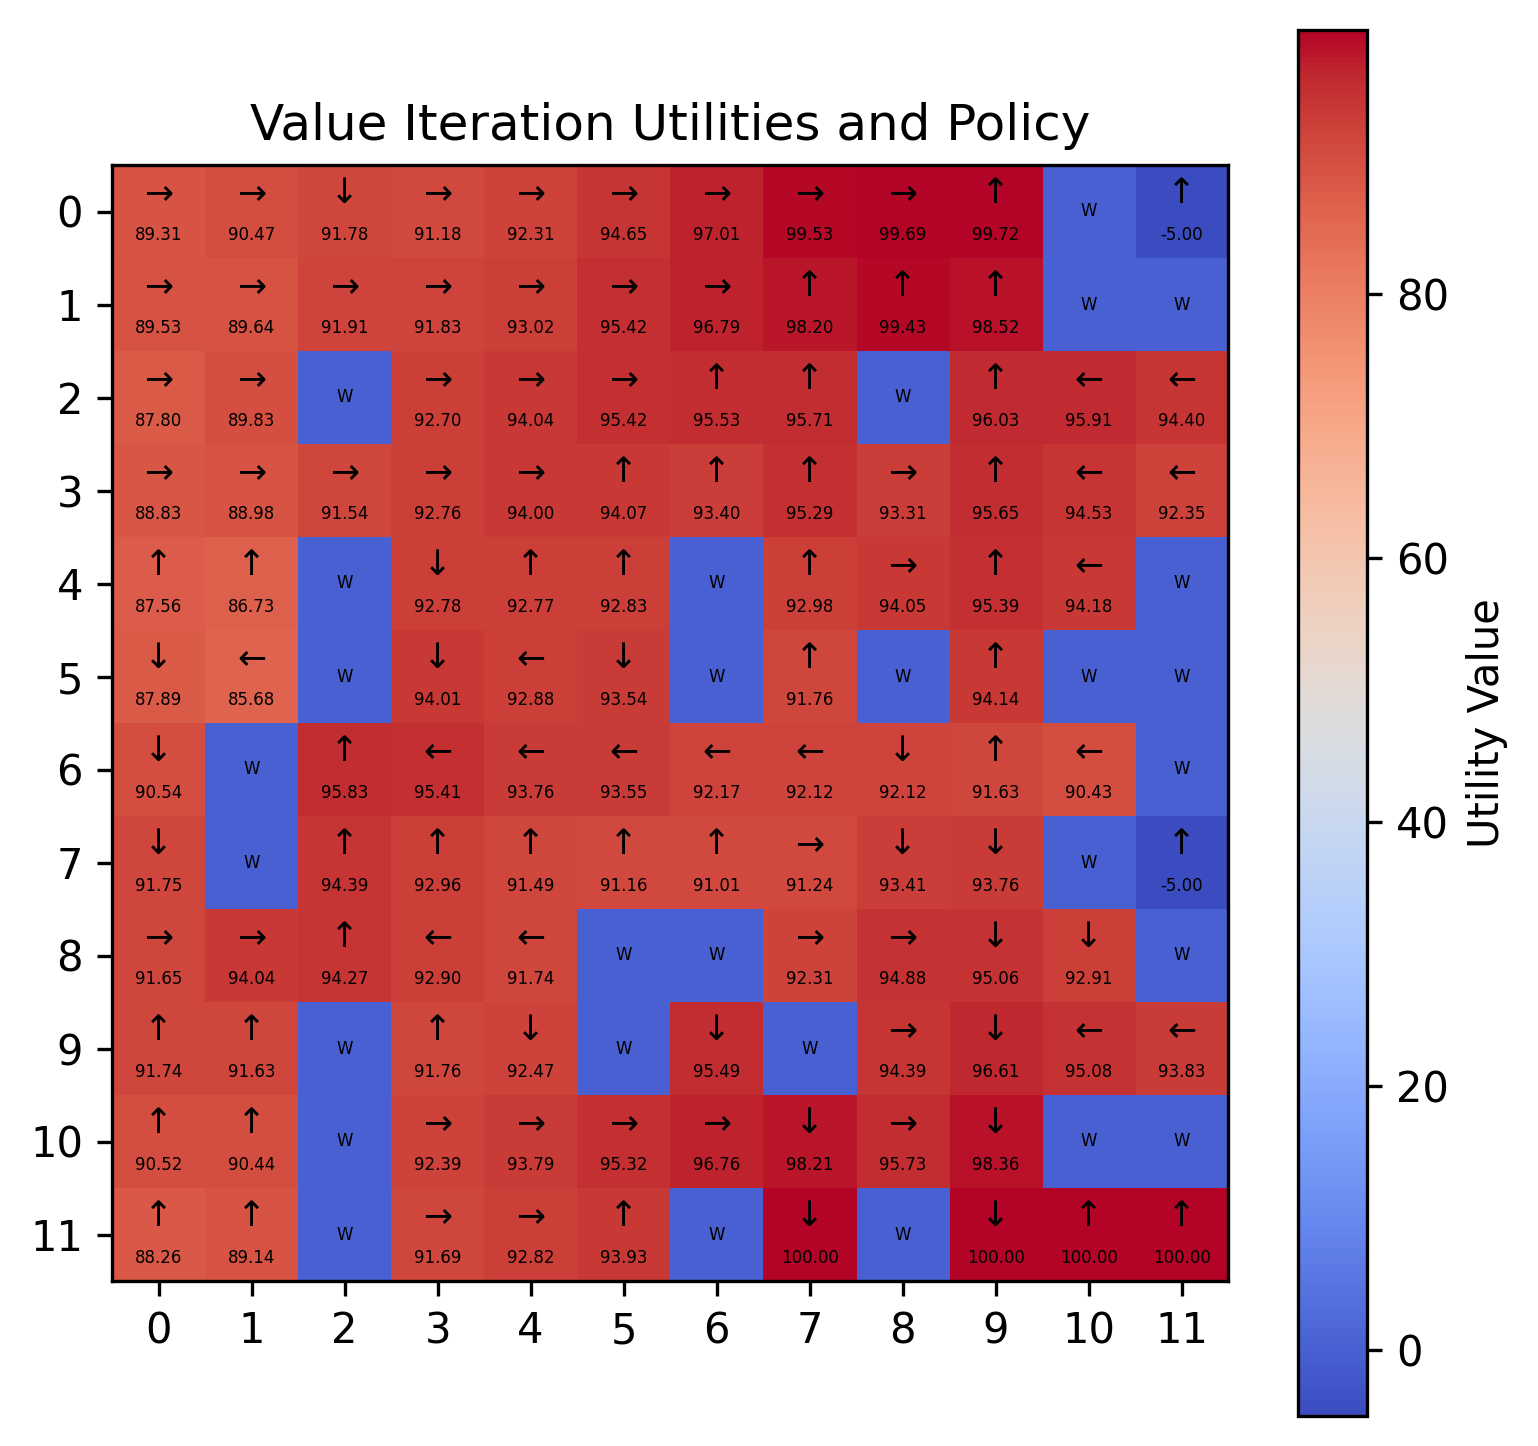 Value Iteration Utilities and Policy
0 → → ↓ → → → → → → ↑ W ↑
89.31 90.47 91.78 91.18 92.31 94.65 97.01 99.53 99.69 99.72 -5.00
1 → → → → → → → ↑ ↑ ↑ W W
89.53 89.64 91.91 91.83 93.02 95.42 96.79 98.20 99.43 98.52
2 → → W → → → ↑ ↑ W ↑ ← ←
87.80 89.83 92.70 94.04 95.42 95.53 95.71 96.03 95.91 94.40
3 → → → → → ↑ ↑ ↑ → ↑ ← ←
88.83 88.98 91.54 92.76 94.00 94.07 93.40 95.29 93.31 95.65 94.53 92.35
4 ↑ ↑ W ↓ ↑ ↑ W ↑ → ↑ ← W
87.56 86.73 92.78 92.77 92.83 92.98 94.05 95.39 94.18
5 ↓ ← W ↓ ← ↓ W ↑ W ↑ W W
87.89 85.68 94.01 92.88 93.54 91.76 94.14
6 ↓ W ↑ ← ← ← ← ← ↓ ↑ ← W
90.54 95.83 95.41 93.76 93.55 92.17 92.12 92.12 91.63 90.43
7 ↓ W ↑ ↑ ↑ ↑ ↑ → ↓ ↓ W ↑
91.75 94.39 92.96 91.49 91.16 91.01 91.24 93.41 93.76 -5.00
8 → → ↑ ← ← W W → → ↓ ↓ W
91.65 94.04 94.27 92.90 91.74 92.31 94.88 95.06 92.91
9 ↑ ↑ W ↑ ↓ W ↓ W → ↓ ← ←
91.74 91.63 91.76 92.47 95.49 94.39 96.61 95.08 93.83
10 ↑ ↑ W → → → → ↓ → ↓ W W
90.52 90.44 92.39 93.79 95.32 96.76 98.21 95.73 98.36
11 ↑ ↑ W → → ↑ W ↓ W ↓ ↑ ↑
88.26 89.14 91.69 92.82 93.93 100.00 100.00 100.00 100.00
0 1 2 3 4 5 6 7 8 9 10 11
80
60
40
20
0
Utility Value